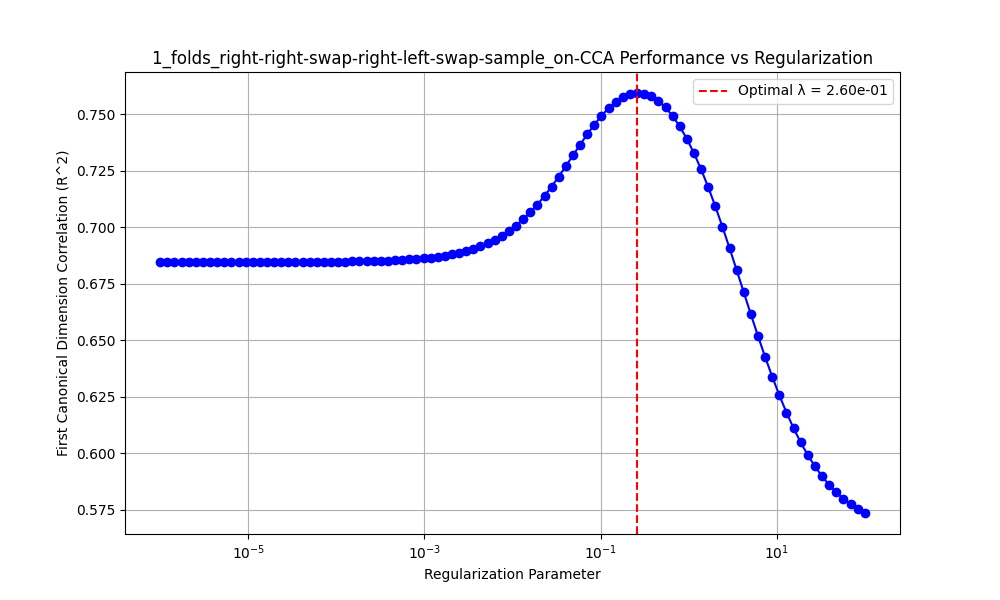 1_folds_right-right-swap-right-left-swap-sample_on-CCA Performance vs Regularization
Optimal λ = 2.60e-01
First Canonical Dimension Correlation (R^2)
0.750
0.725
0.700
0.675
0.650
0.625
0.600
0.575
10⁻⁵ 10⁻³ 10⁻¹ 10¹
Regularization Parameter